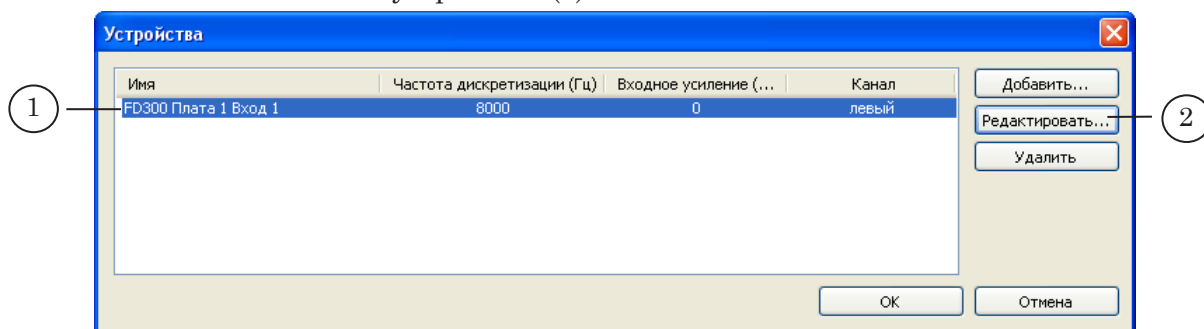 Устройства
Имя Частота дискретизации (Гц) Входное усиление (... Канал
FD300 Плата 1 Вход 1 8000 0 левый
Добавить...
Редактировать...
Удалить
OK Отмена
1
2